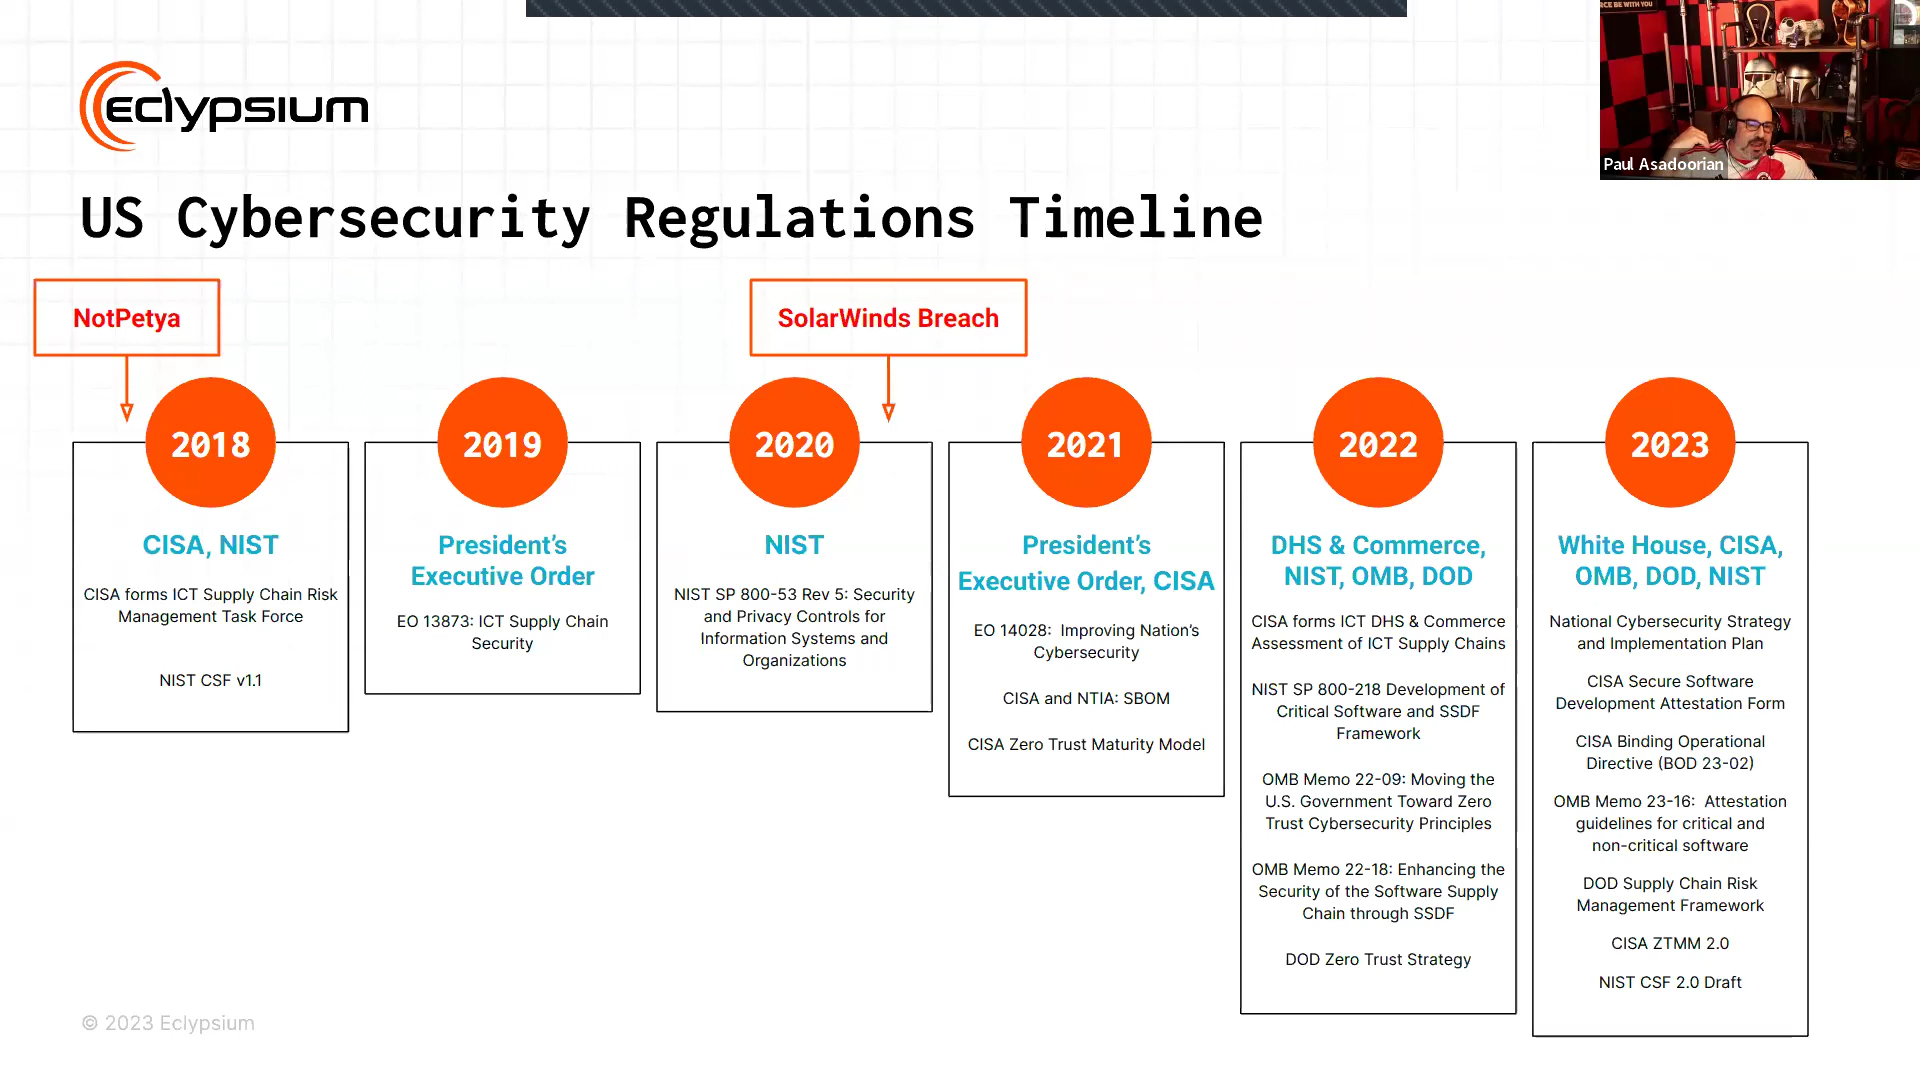 RCE BE WITH YOU
Paul Asadoorian
Eclypsium
US Cybersecurity Regulations Timeline
NotPetya
SolarWinds Breach
2018
CISA, NIST
CISA forms ICT Supply Chain Risk
Management Task Force
NIST CSF v1.1
2019
President’s
Executive Order
EO 13873: ICT Supply Chain
Security
2020
NIST
NIST SP 800-53 Rev 5: Security
and Privacy Controls for
Information Systems and
Organizations
2021
President’s
Executive Order, CISA
EO 14028:  Improving Nation’s
Cybersecurity
CISA and NTIA: SBOM
CISA Zero Trust Maturity Model
2022
DHS & Commerce,
NIST, OMB, DOD
CISA forms ICT DHS & Commerce
Assessment of ICT Supply Chains
NIST SP 800-218 Development of
Critical Software and SSDF
Framework
OMB Memo 22-09: Moving the
U.S. Government Toward Zero
Trust Cybersecurity Principles
OMB Memo 22-18: Enhancing the
Security of the Software Supply
Chain through SSDF
DOD Zero Trust Strategy
2023
White House, CISA,
OMB, DOD, NIST
National Cybersecurity Strategy
and Implementation Plan
CISA Secure Software
Development Attestation Form
CISA Binding Operational
Directive (BOD 23-02)
OMB Memo 23-16:  Attestation
guidelines for critical and
non-critical software
DOD Supply Chain Risk
Management Framework
CISA ZTMM 2.0
NIST CSF 2.0 Draft
© 2023 Eclypsium